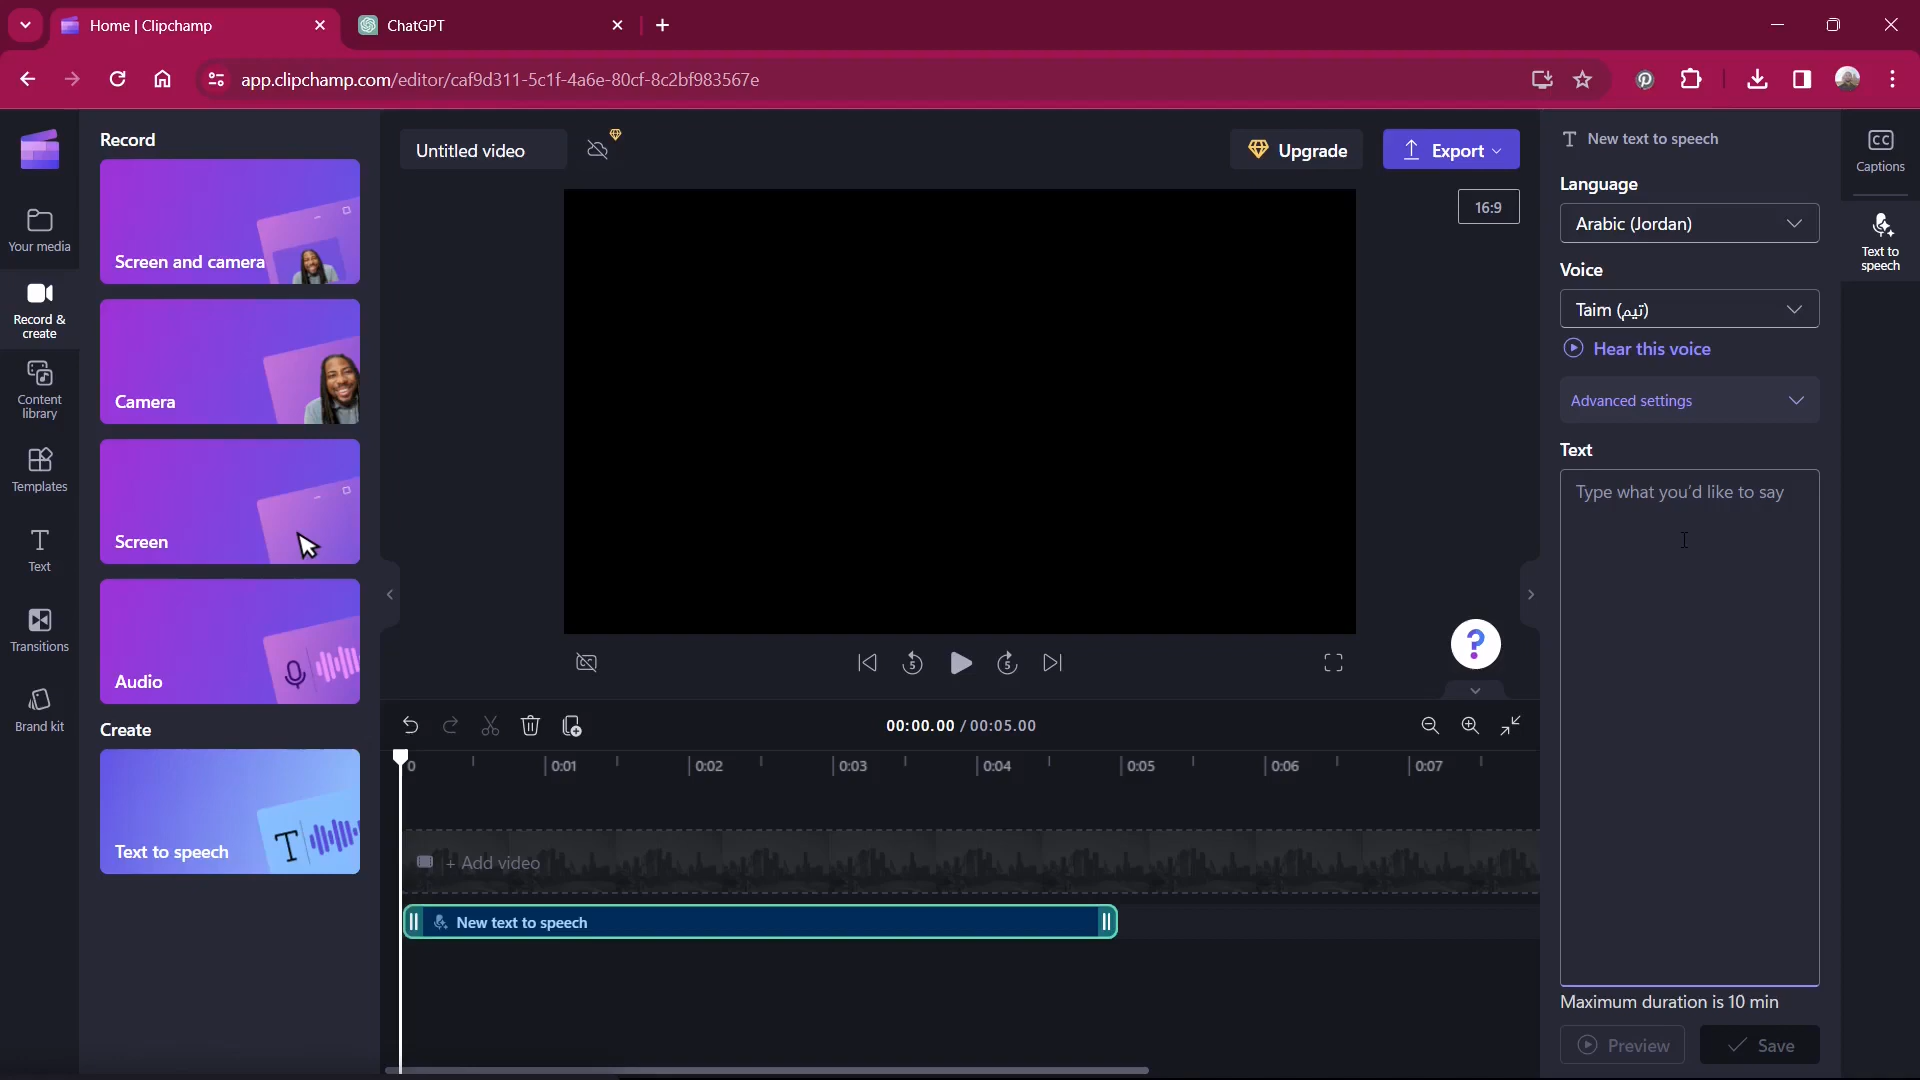 Home | Clipchamp
ChatGPT
app.clipchamp.com/editor/caf9d311-5c1f-4a6e-80cf-8c2bf983567e
Your media
Record &
create
Content
library
Templates
Text
Transitions
Brand kit
Record
Screen and camera
Camera
Screen
Audio
Create
Text to speech
Untitled video
Upgrade
Export
16:9
5
5
?
00:00.00 / 00:05.00
0
0:01
0:02
0:03
0:04
0:05
0:06
0:07
+ Add video
New text to speech
New text to speech
Language
Arabic (Jordan)
Voice
Taim (تيم)
Hear this voice
Advanced settings
Text
Type what you'd like to say
Maximum duration is 10 min
Preview
Save
CC
Captions
Text to
speech